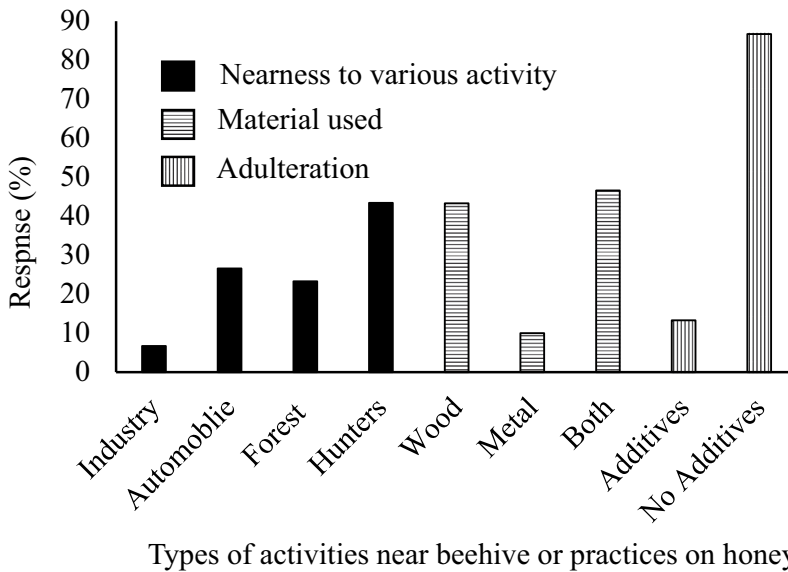 90
80
70
60
50
40
30
20
10
0
Respnse (%)
Nearness to various activity
Material used
Adulteration
Industry
Automoblie
Forest
Hunters
Wood
Metal
Both
Additives
No Additives
Types of activities near beehive or practices on honey